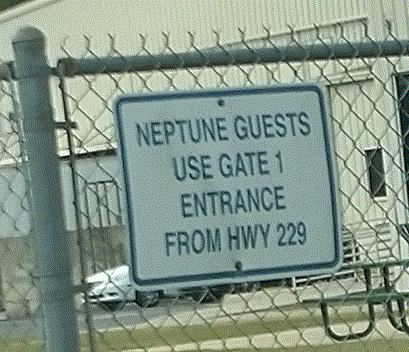 NEPTUNE GUESTS
USE GATE 1
ENTRANCE
FROM HWY 229